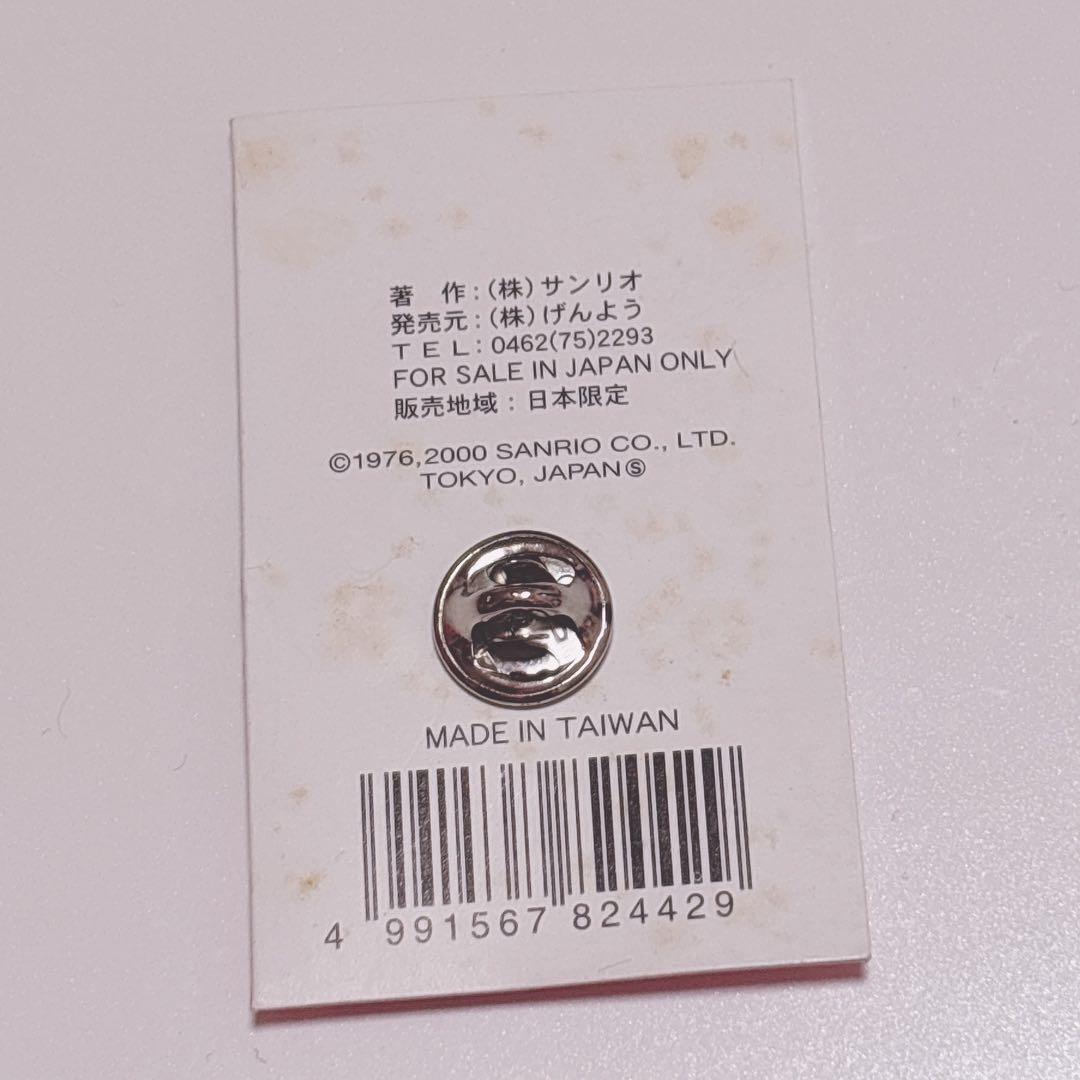 著 作:(株)サンリオ
発売元:(株)げんよう
TEL:0462(75)2293
FOR SALE IN JAPAN ONLY
販売地域:日本限定
©1976,2000 SANRIO CO., LTD.
TOKYO, JAPANⓈ
MADE IN TAIWAN
4 991567 824429